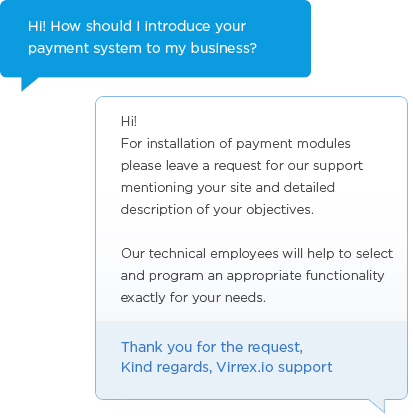 Hi! How should I introduce your
payment system to my business?
Hi!
For installation of payment modules
please leave a request for our support
mentioning your site and detailed
description of your objectives.
Our technical employees will help to select
and program an appropriate functionality
exactly for your needs.
Thank you for the request,
Kind regards, Virrex.io support